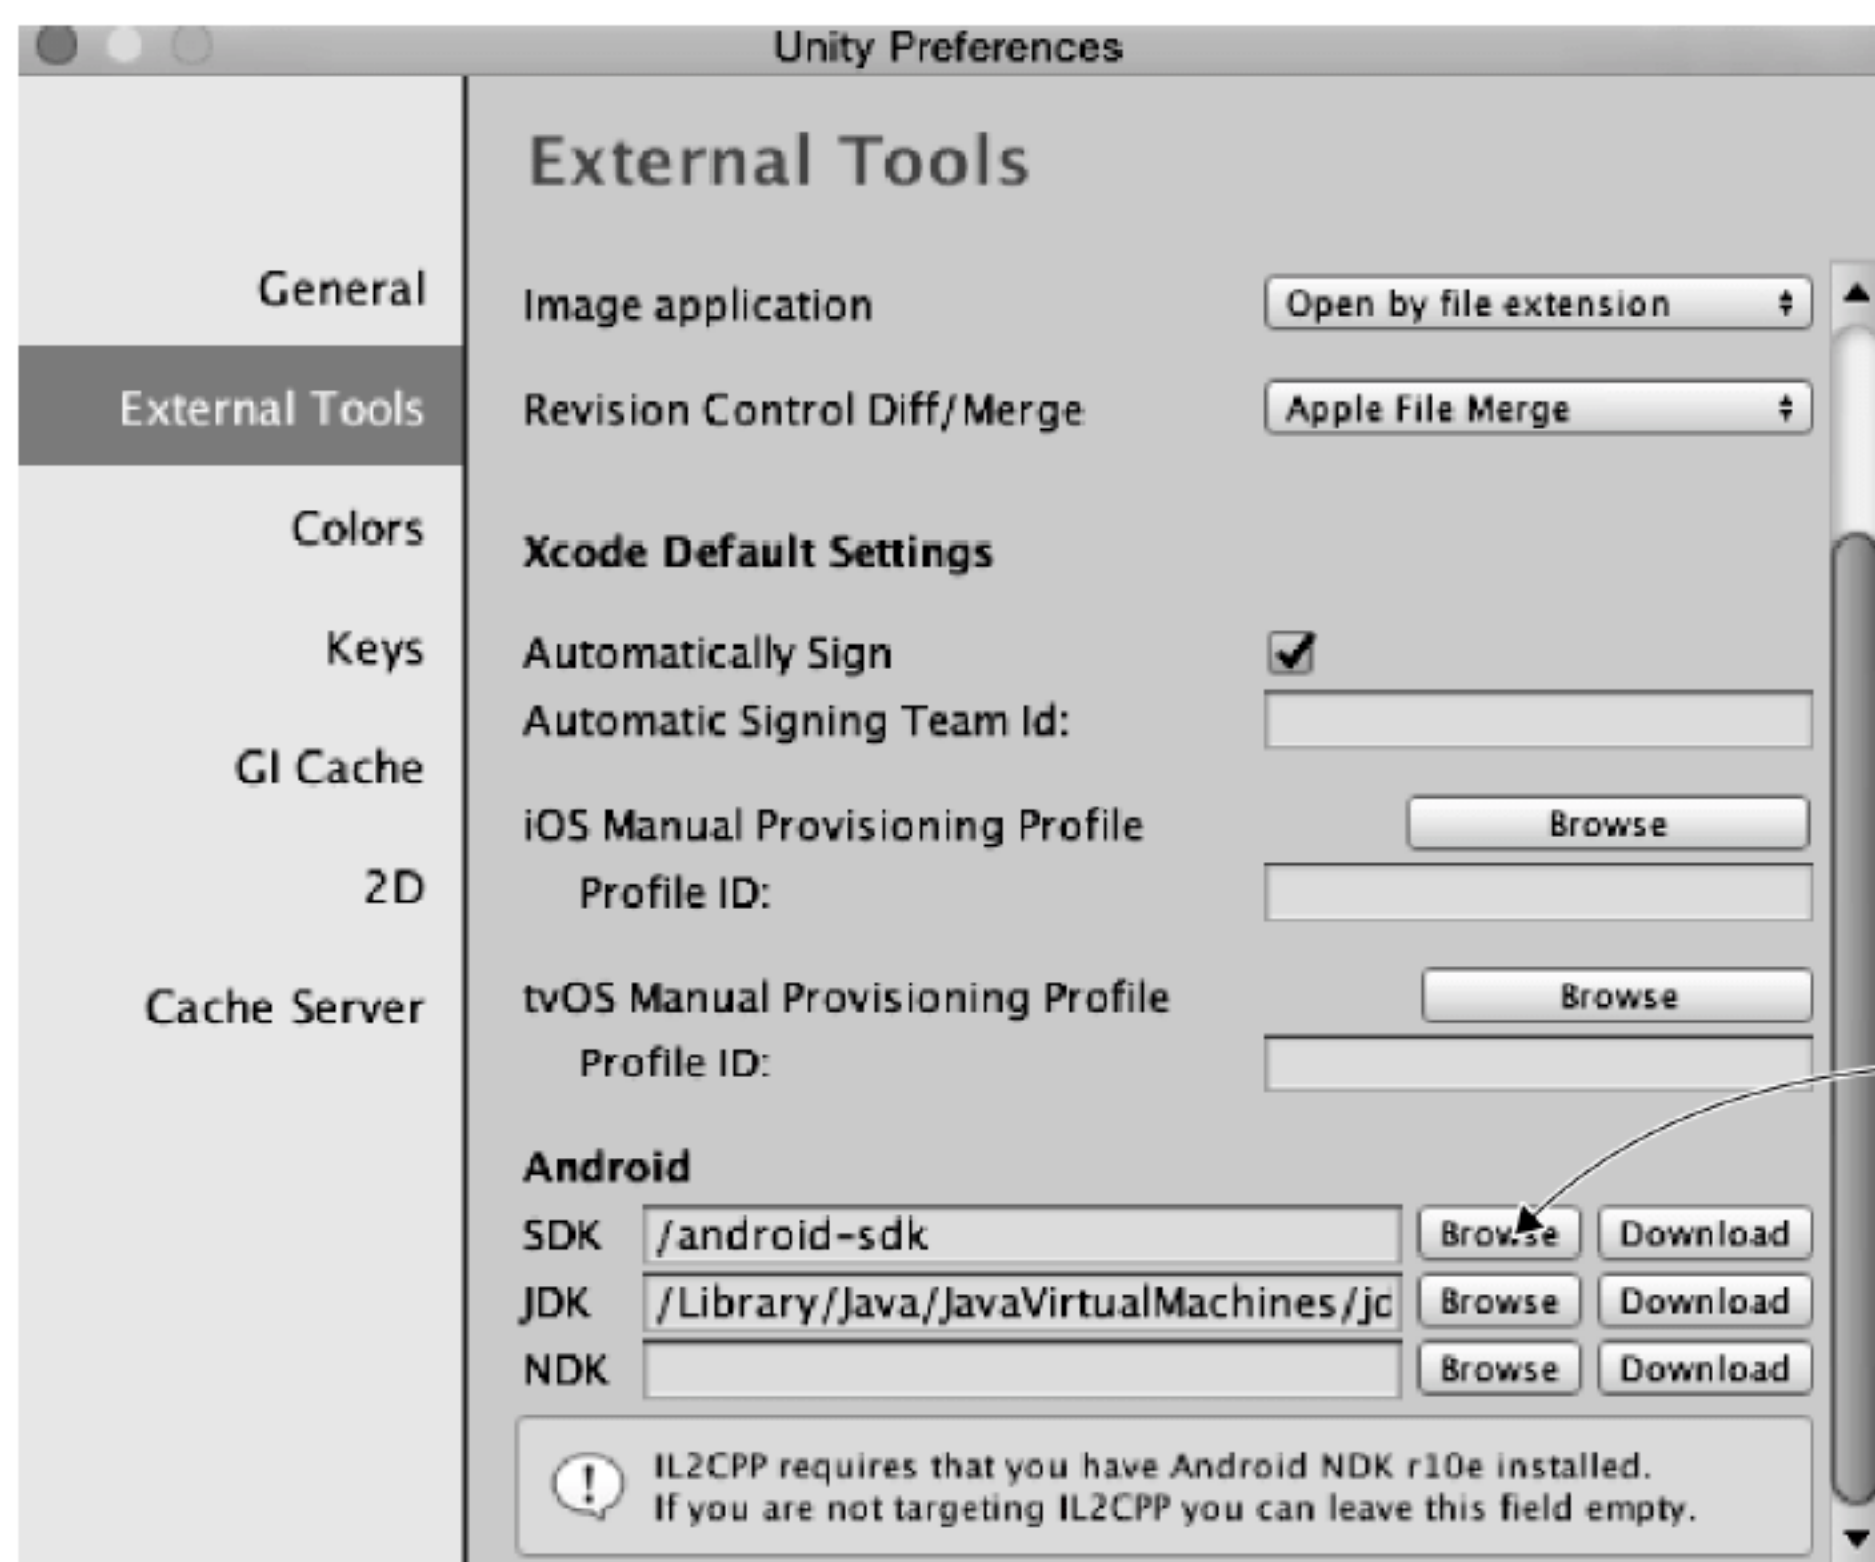 Unity Preferences
External Tools
General
External Tools
Colors
Keys
GI Cache
2D
Cache Server
Image application Open by file extension
Revision Control Diff/Merge Apple File Merge
Xcode Default Settings
Automatically Sign
Automatic Signing Team Id:
iOS Manual Provisioning Profile Browse
Profile ID:
tvOS Manual Provisioning Profile Browse
Profile ID:
Android
SDK /android-sdk Browse Download
JDK /Library/Java/JavaVirtualMachines/jd Browse Download
NDK Browse Download
IL2CPP requires that you have Android NDK r10e installed.
If you are not targeting IL2CPP you can leave this field empty.